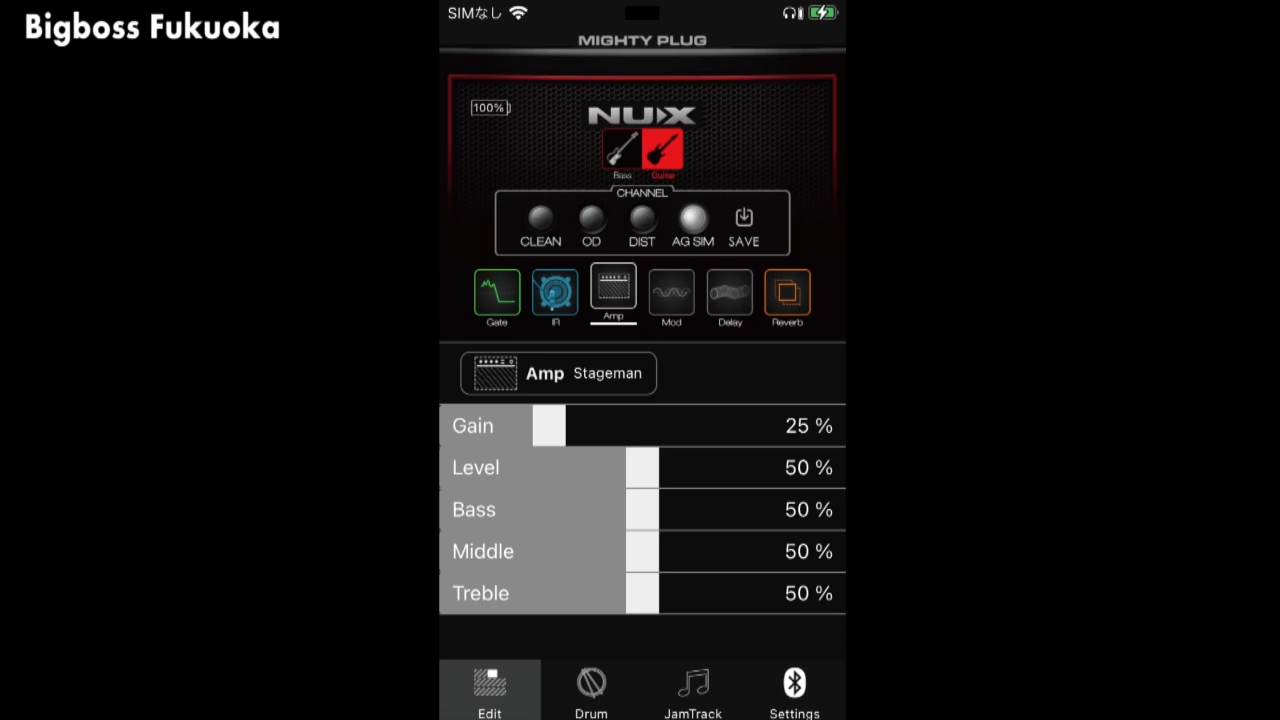 Bigboss Fukuoka
SIMなし
MIGHTY PLUG
100%
NUX
Bass Guitar
CHANNEL
CLEAN OD DIST AG SIM SAVE
Gate IR Amp Mod Delay Reverb
Amp Stageman
Gain 25 %
Level 50 %
Bass 50 %
Middle 50 %
Treble 50 %
Edit Drum JamTrack Settings